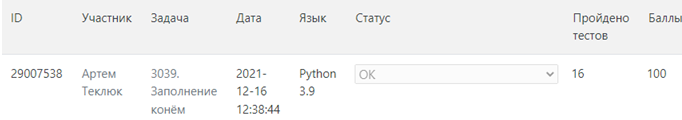 ID Участник Задача Дата Язык Статус Пройдено тестов Баллы
29007538 Артем Теклюк 3039. Заполнение конём 2021-12-16 12:38:44 Python 3.9 OK 16 100